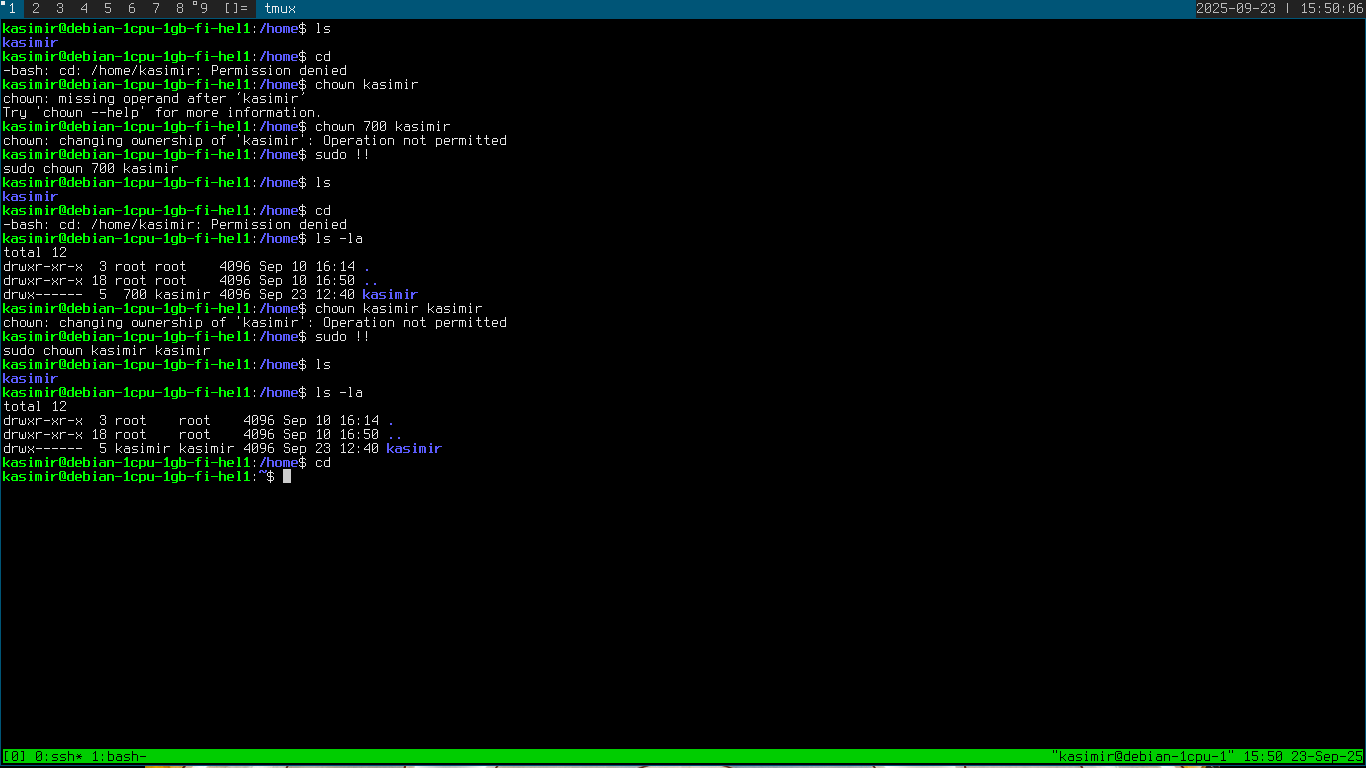 1 2 3 4 5 6 7 8 9 []= tmux 2025-09-23 | 15:50:06
kasimir@debian-1cpu-1gb-fi-hel1:/home$ ls
kasimir
kasimir@debian-1cpu-1gb-fi-hel1:/home$ cd
-bash: cd: /home/kasimir: Permission denied
kasimir@debian-1cpu-1gb-fi-hel1:/home$ chown kasimir
chown: missing operand after 'kasimir'
Try 'chown --help' for more information.
kasimir@debian-1cpu-1gb-fi-hel1:/home$ chown 700 kasimir
chown: changing ownership of 'kasimir': Operation not permitted
kasimir@debian-1cpu-1gb-fi-hel1:/home$ sudo !!
sudo chown 700 kasimir
kasimir@debian-1cpu-1gb-fi-hel1:/home$ ls
kasimir
kasimir@debian-1cpu-1gb-fi-hel1:/home$ cd
-bash: cd: /home/kasimir: Permission denied
kasimir@debian-1cpu-1gb-fi-hel1:/home$ ls -la
total 12
drwxr-xr-x  3 root root    4096 Sep 10 16:14 .
drwxr-xr-x 18 root root    4096 Sep 10 16:50 ..
drwx------  5  700 kasimir 4096 Sep 23 12:40 kasimir
kasimir@debian-1cpu-1gb-fi-hel1:/home$ chown kasimir kasimir
chown: changing ownership of 'kasimir': Operation not permitted
kasimir@debian-1cpu-1gb-fi-hel1:/home$ sudo !!
sudo chown kasimir kasimir
kasimir@debian-1cpu-1gb-fi-hel1:/home$ ls
kasimir
kasimir@debian-1cpu-1gb-fi-hel1:/home$ ls -la
total 12
drwxr-xr-x  3 root    root    4096 Sep 10 16:14 .
drwxr-xr-x 18 root    root    4096 Sep 10 16:50 ..
drwx------  5 kasimir kasimir 4096 Sep 23 12:40 kasimir
kasimir@debian-1cpu-1gb-fi-hel1:/home$ cd
kasimir@debian-1cpu-1gb-fi-hel1:~$
[0] 0:ssh* 1:bash- "kasimir@debian-1cpu-1" 15:50 23-Sep-25